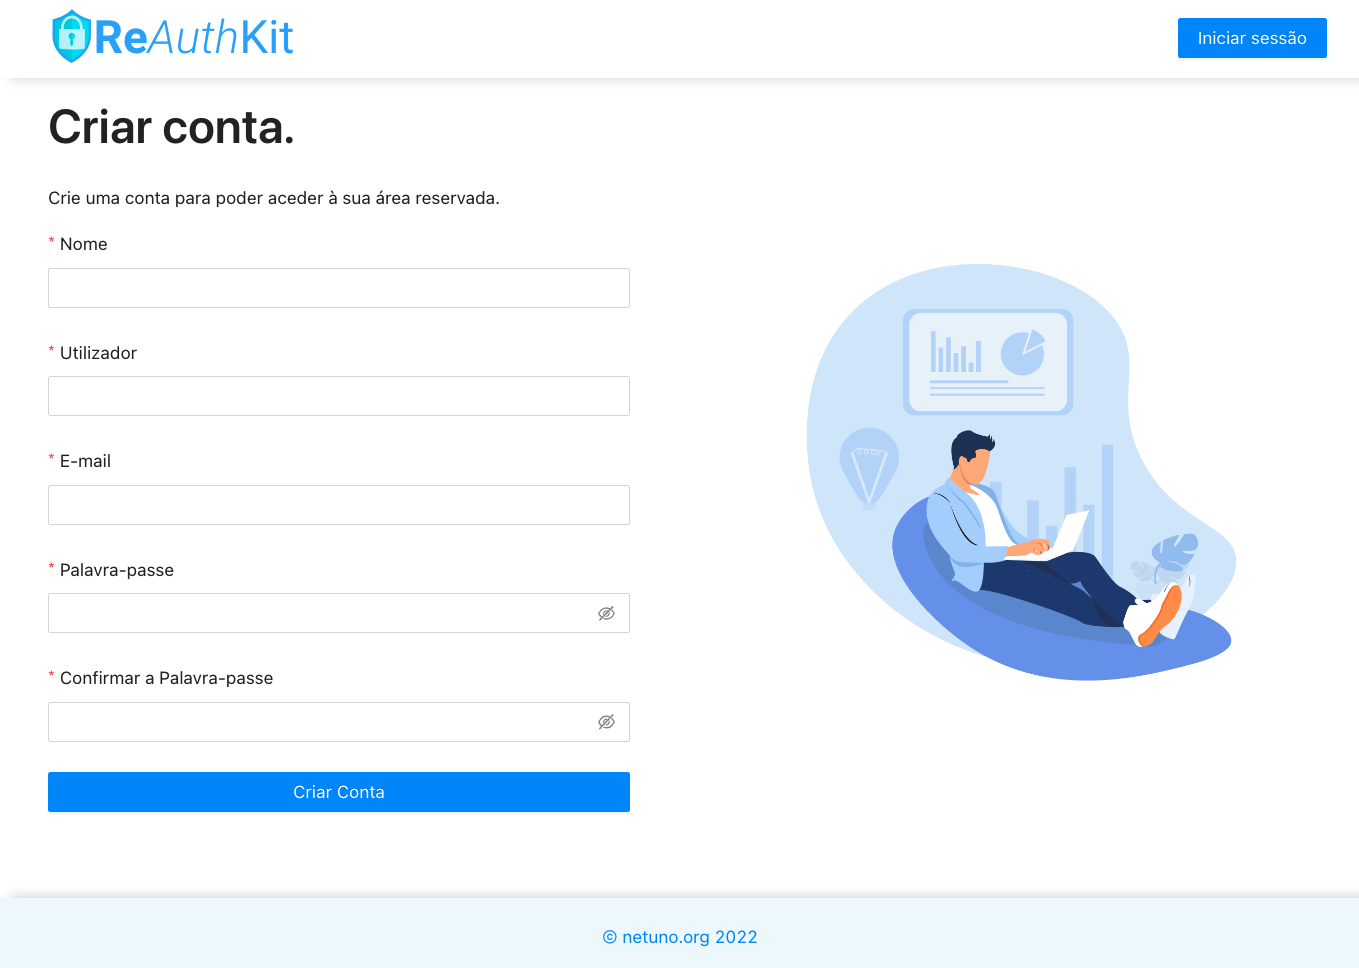 ReAuthKit
Iniciar sessão
Criar conta.
Crie uma conta para poder aceder à sua área reservada.
* Nome
* Utilizador
* E-mail
* Palavra-passe
* Confirmar a Palavra-passe
Criar Conta
© netuno.org 2022